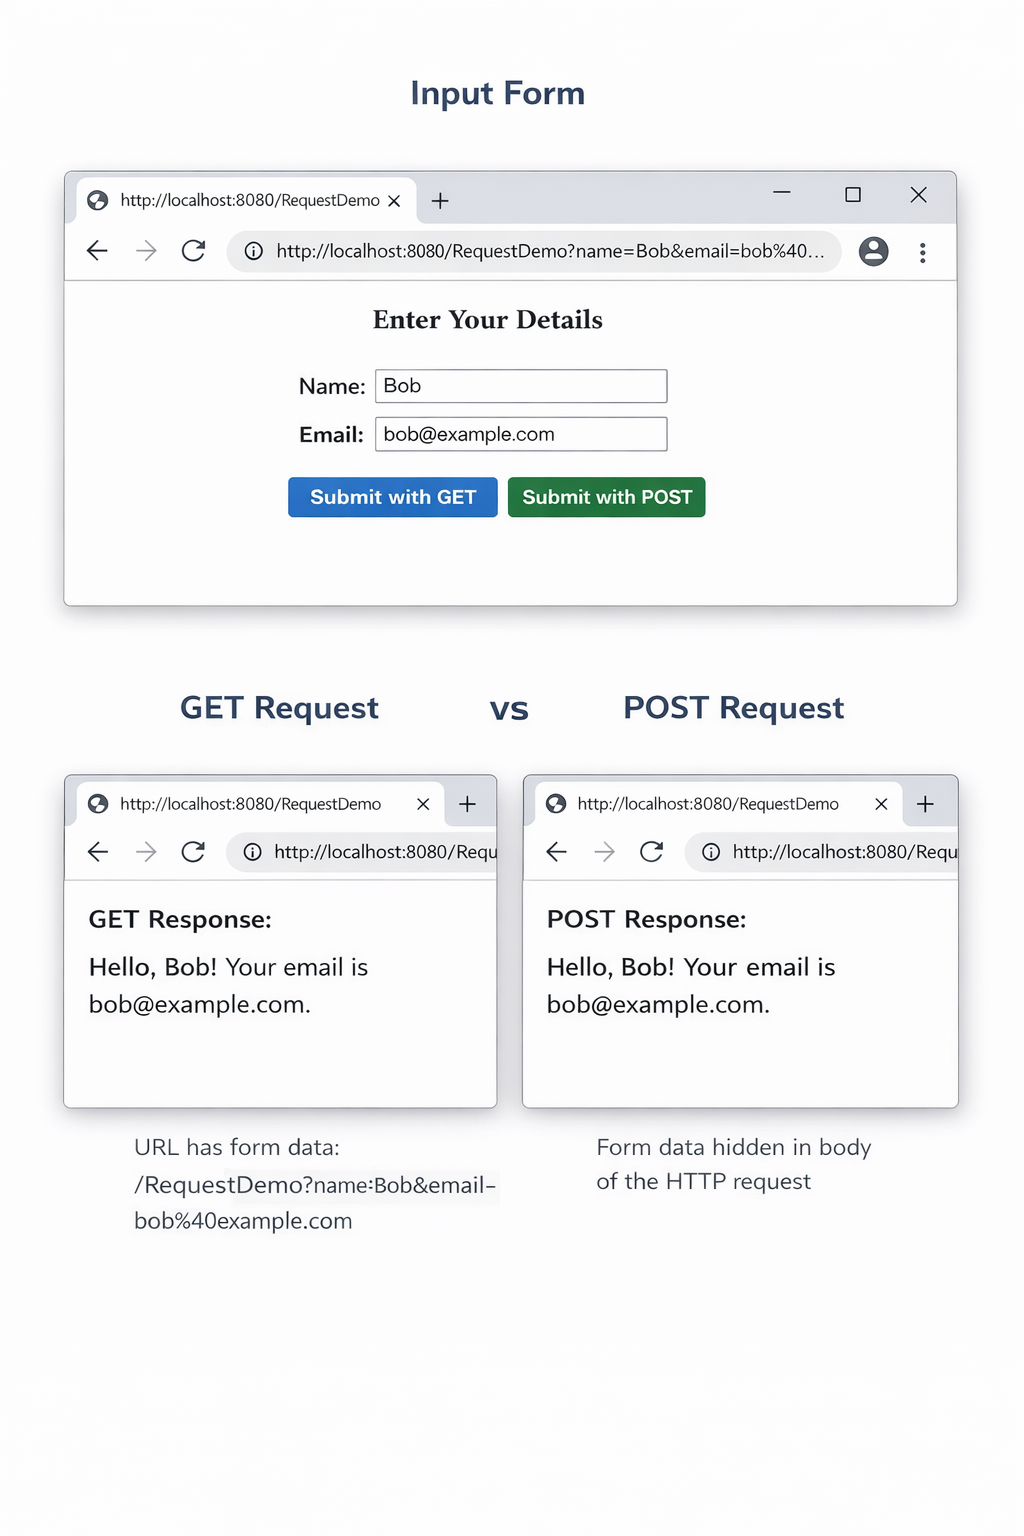 Input Form
http://localhost:8080/RequestDemo
http://localhost:8080/RequestDemo?name=Bob&email=bob%40...
Enter Your Details
Name: Bob
Email: bob@example.com
Submit with GET Submit with POST
GET Request vs POST Request
http://localhost:8080/RequestDemo
http://localhost:8080/Requ
GET Response:
Hello, Bob! Your email is
bob@example.com.
URL has form data:
/RequestDemo?name:Bob&email-
bob%40example.com
http://localhost:8080/RequestDemo
http://localhost:8080/Requ
POST Response:
Hello, Bob! Your email is
bob@example.com.
Form data hidden in body
of the HTTP request